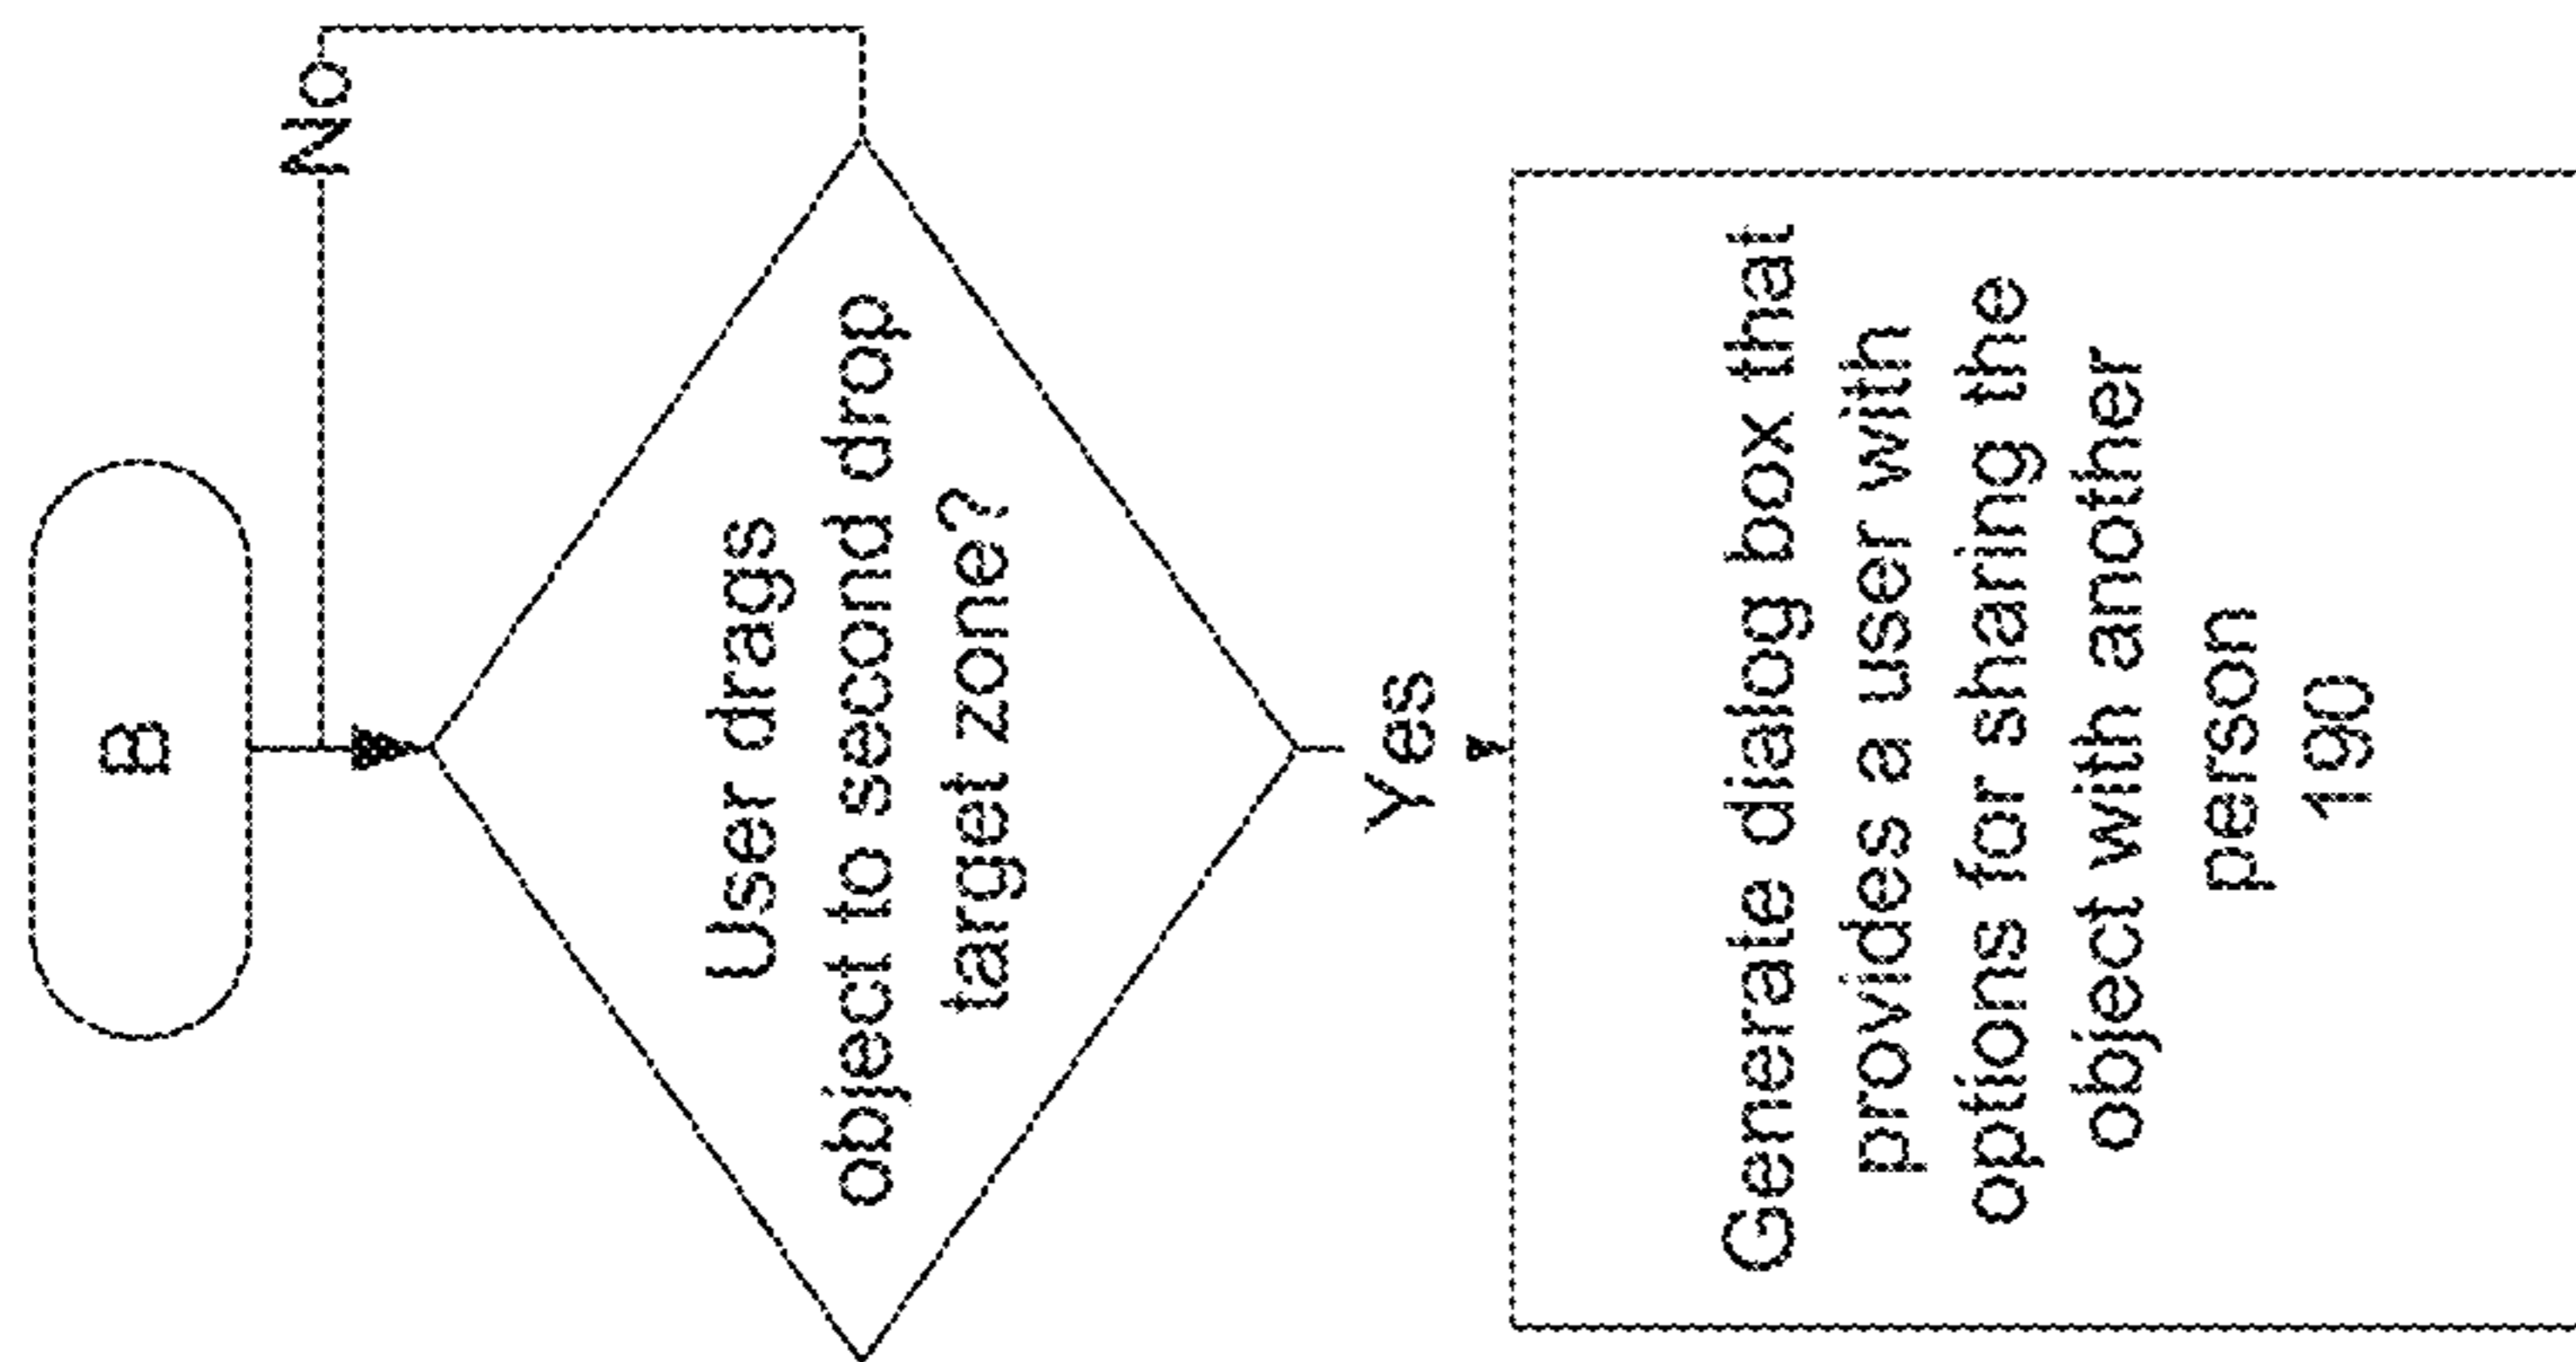 B
No
User drags
object to second drop
target zone?
Yes
Generate dialog box that
provides a user with
options for sharing the
object with another
person
190